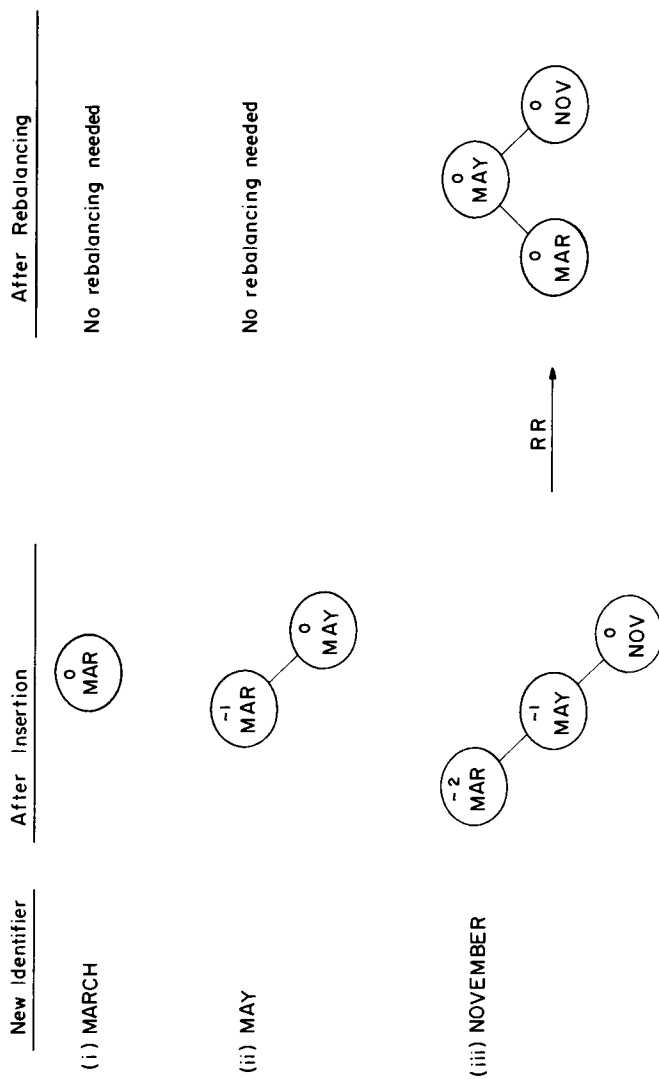 New Identifier After Insertion After Rebalancing
(i) MARCH
0
MAR
No rebalancing needed
(ii) MAY
-1
MAR
0
MAY
No rebalancing needed
(iii) NOVEMBER
-2
MAR
-1
MAY
0
NOV
RR
0
MAY
0
MAR
0
NOV